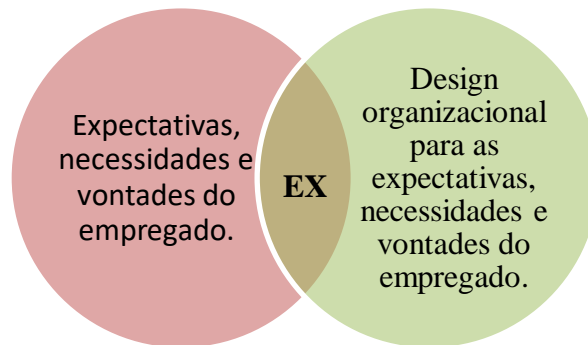 Expectativas,
necessidades e
vontades do
empregado.
EX
Design
organizacional
para as
expectativas,
necessidades e
vontades do
empregado.